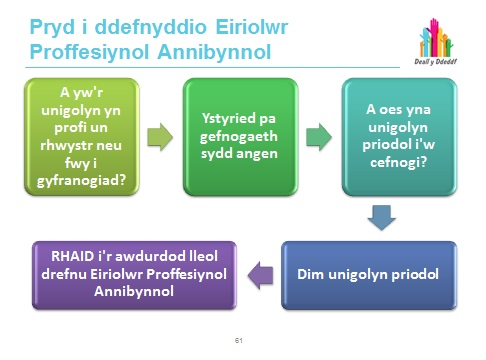 Pryd i ddefnyddio Eiriolwr
Proffesiynol Annibynnol
Deall y Ddeddf
A yw'r
unigolyn yn
profi un
rhwystr neu
fwy i
gyfranogiad?
Ystyried pa
gefnogaeth
sydd angen
A oes yna
unigolyn
priodol i'w
cefnogi?
RHAID i'r awdurdod lleol
drefnu Eiriolwr Proffesiynol
Annibynnol
Dim unigolyn priodol
61